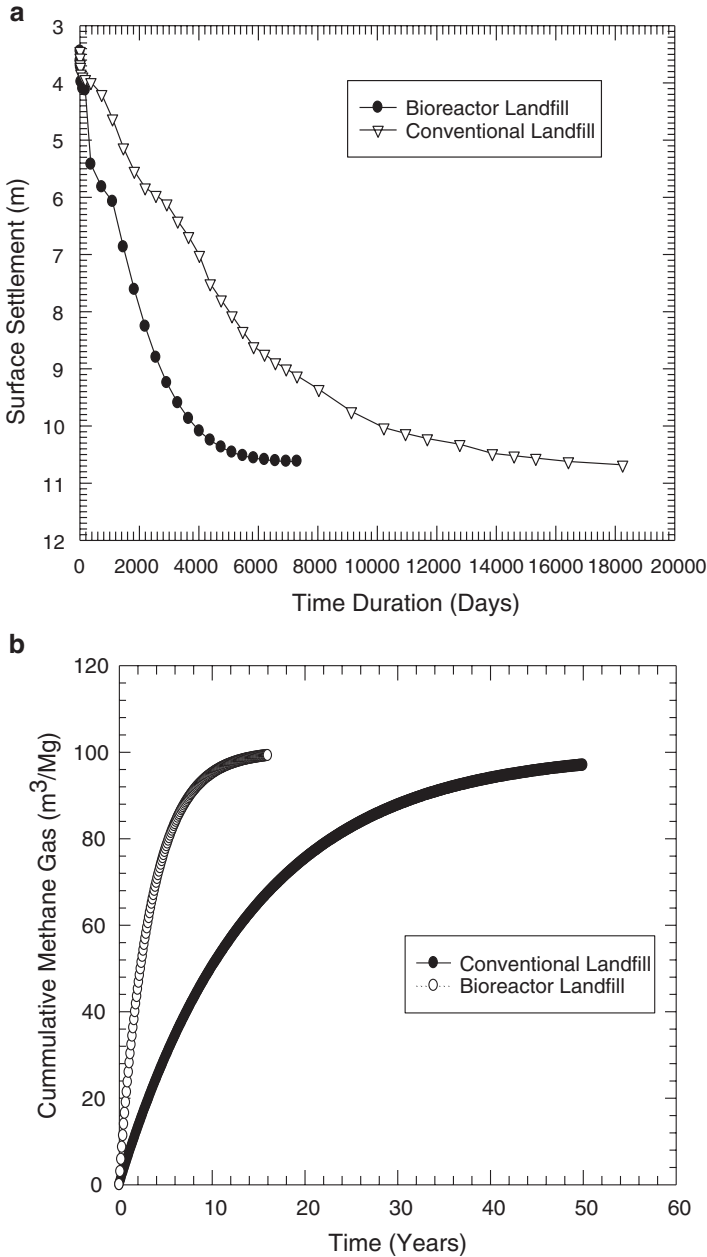 a
3
4
5
6
7
8
9
10
11
12
Surface Settlement (m)
Bioreactor Landfill
Conventional Landfill
0 2000 4000 6000 8000 10000 12000 14000 16000 18000 20000
Time Duration (Days)
b
120
100
80
60
40
20
0
Cummulative Methane Gas (m³/Mg)
Conventional Landfill
Bioreactor Landfill
0 10 20 30 40 50 60
Time (Years)